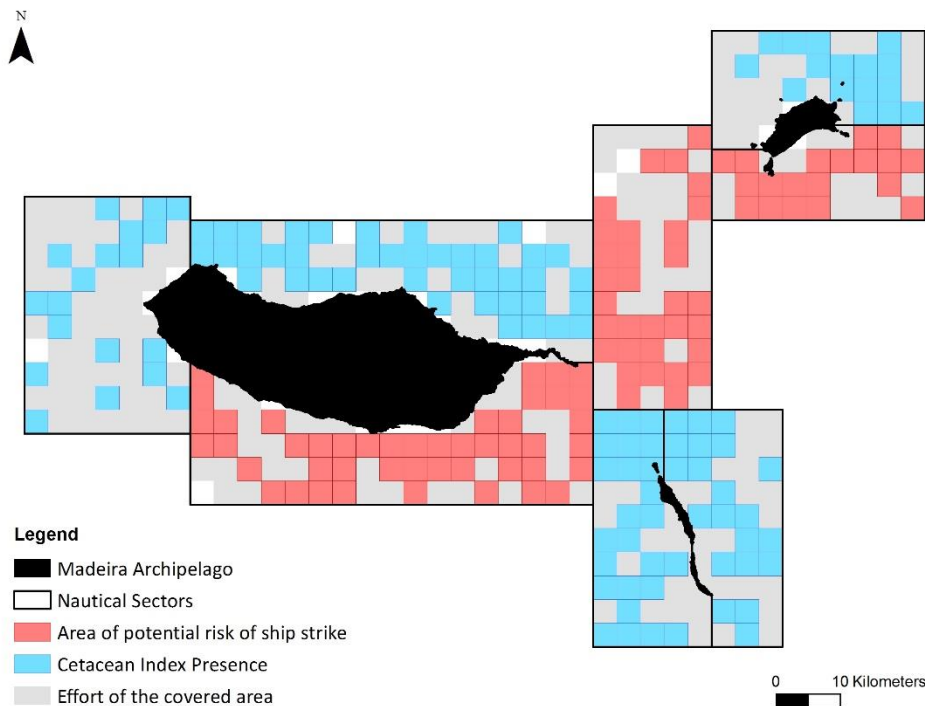 N
Legend
Madeira Archipelago
Nautical Sectors
Area of potential risk of ship strike
Cetacean Index Presence
Effort of the covered area
0 10 Kilometers